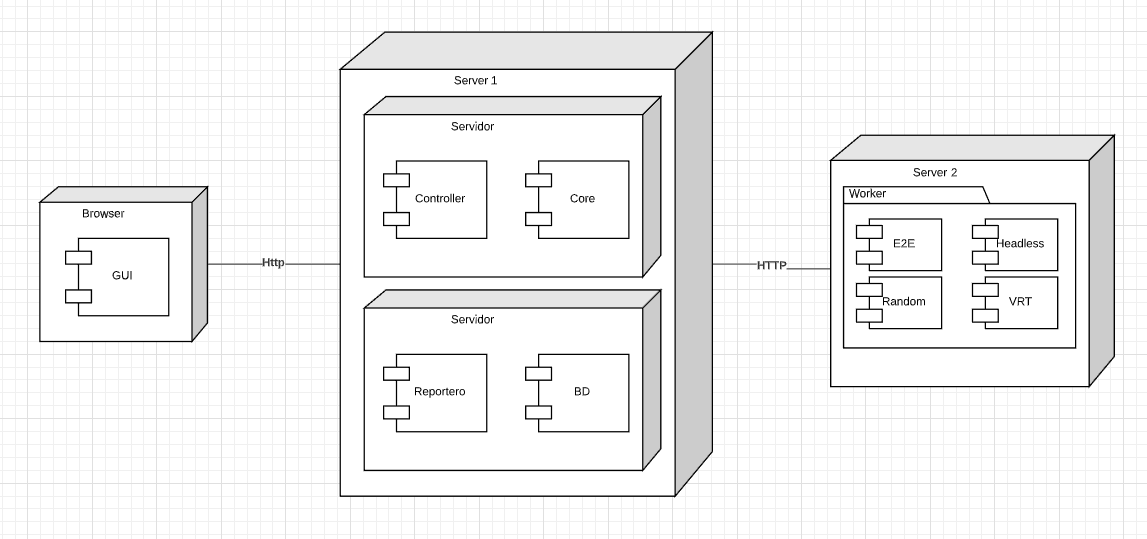 Browser
GUI
Http
Server 1
Servidor
Controller
Core
Servidor
Reportero
BD
HTTP
Server 2
Worker
E2E
Headless
Random
VRT